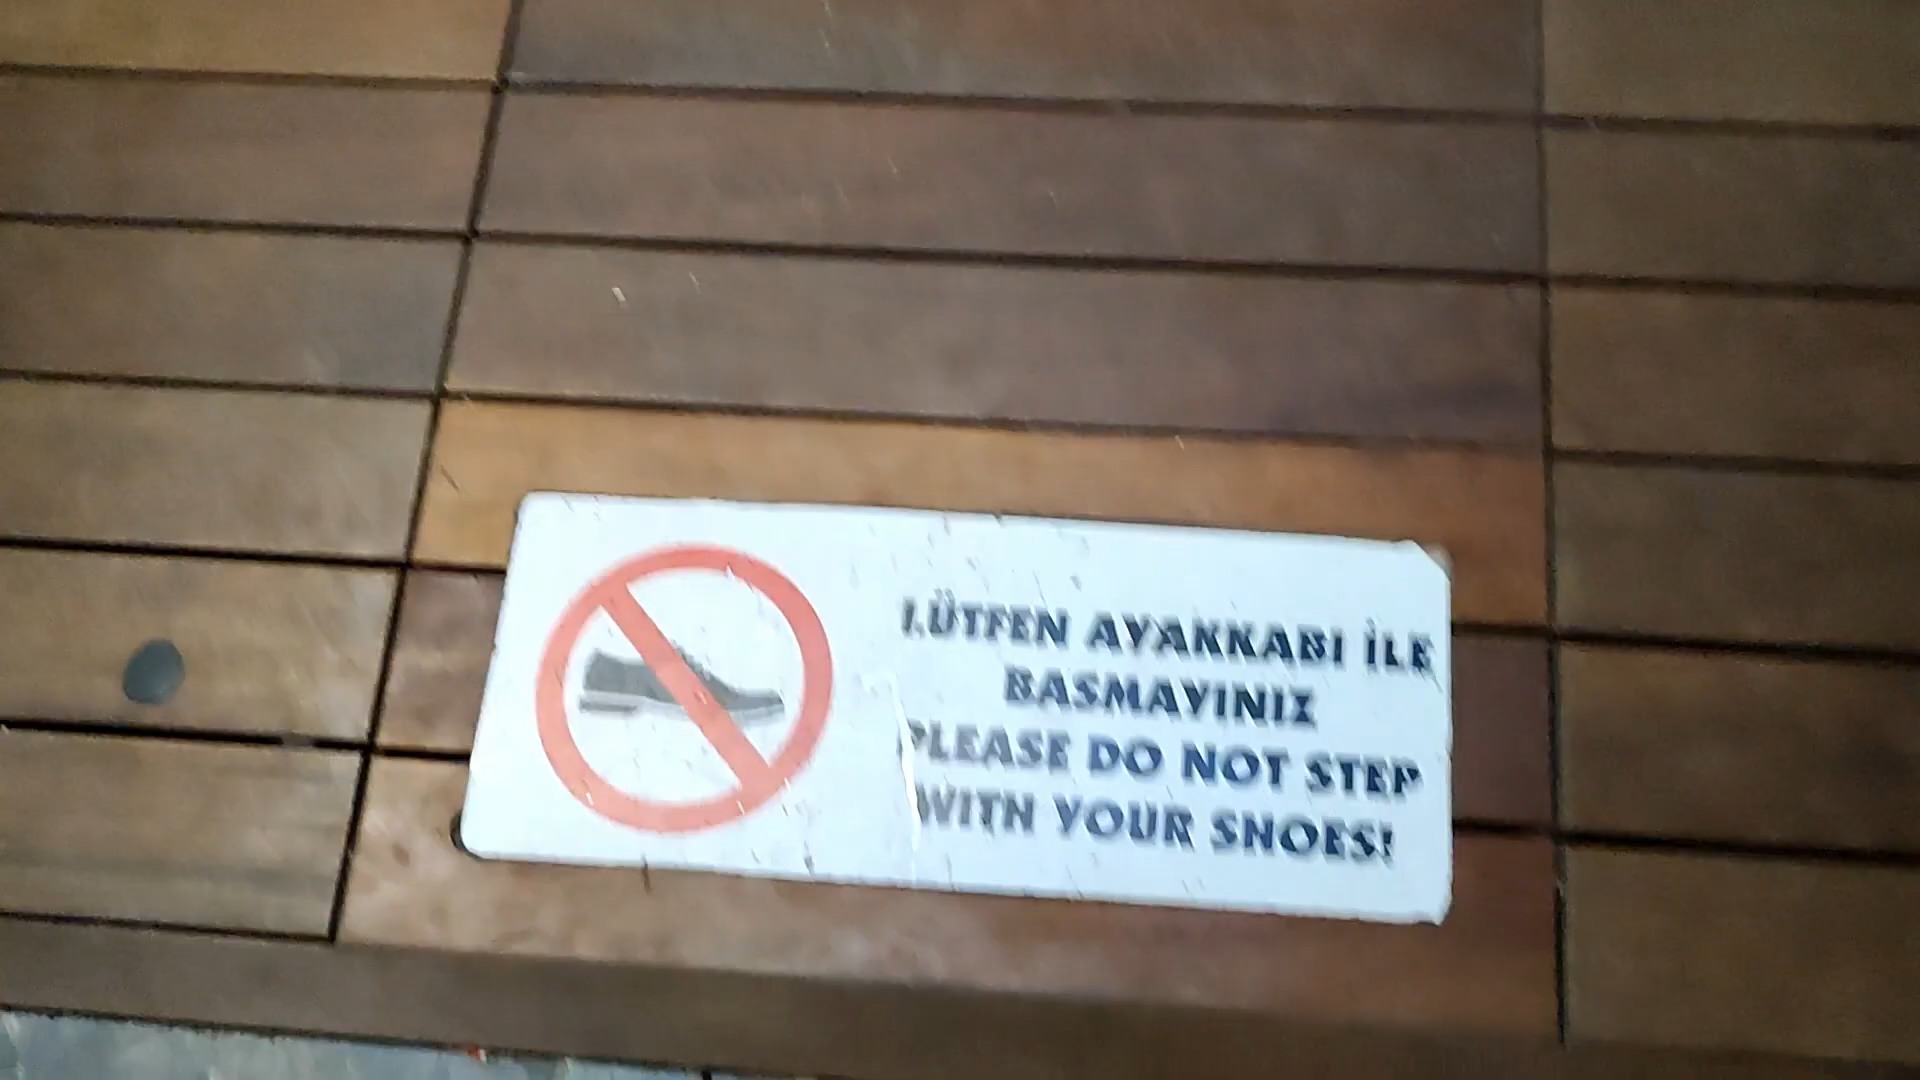 LÜTFEN AYAKKABI İLE
BASMAYINIZ
PLEASE DO NOT STEP
WITH YOUR SHOES!